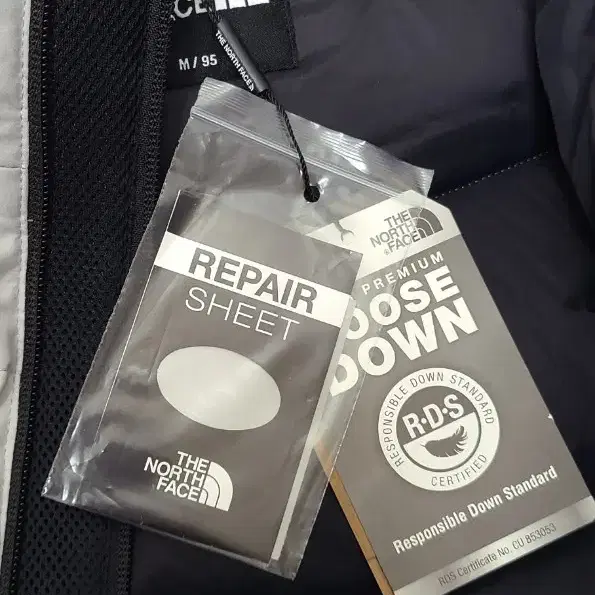 CE
M / 95
THE NORTH FACE
REPAIR
SHEET
THE
NORTH
FACE
THE
NORTH
FACE
PREMIUM
OOSE
DOWN
RESPONSIBLE DOWN STANDARD
R·D·S
CERTIFIED
Responsible Down Standard
RDS Certificate No. CU 853053